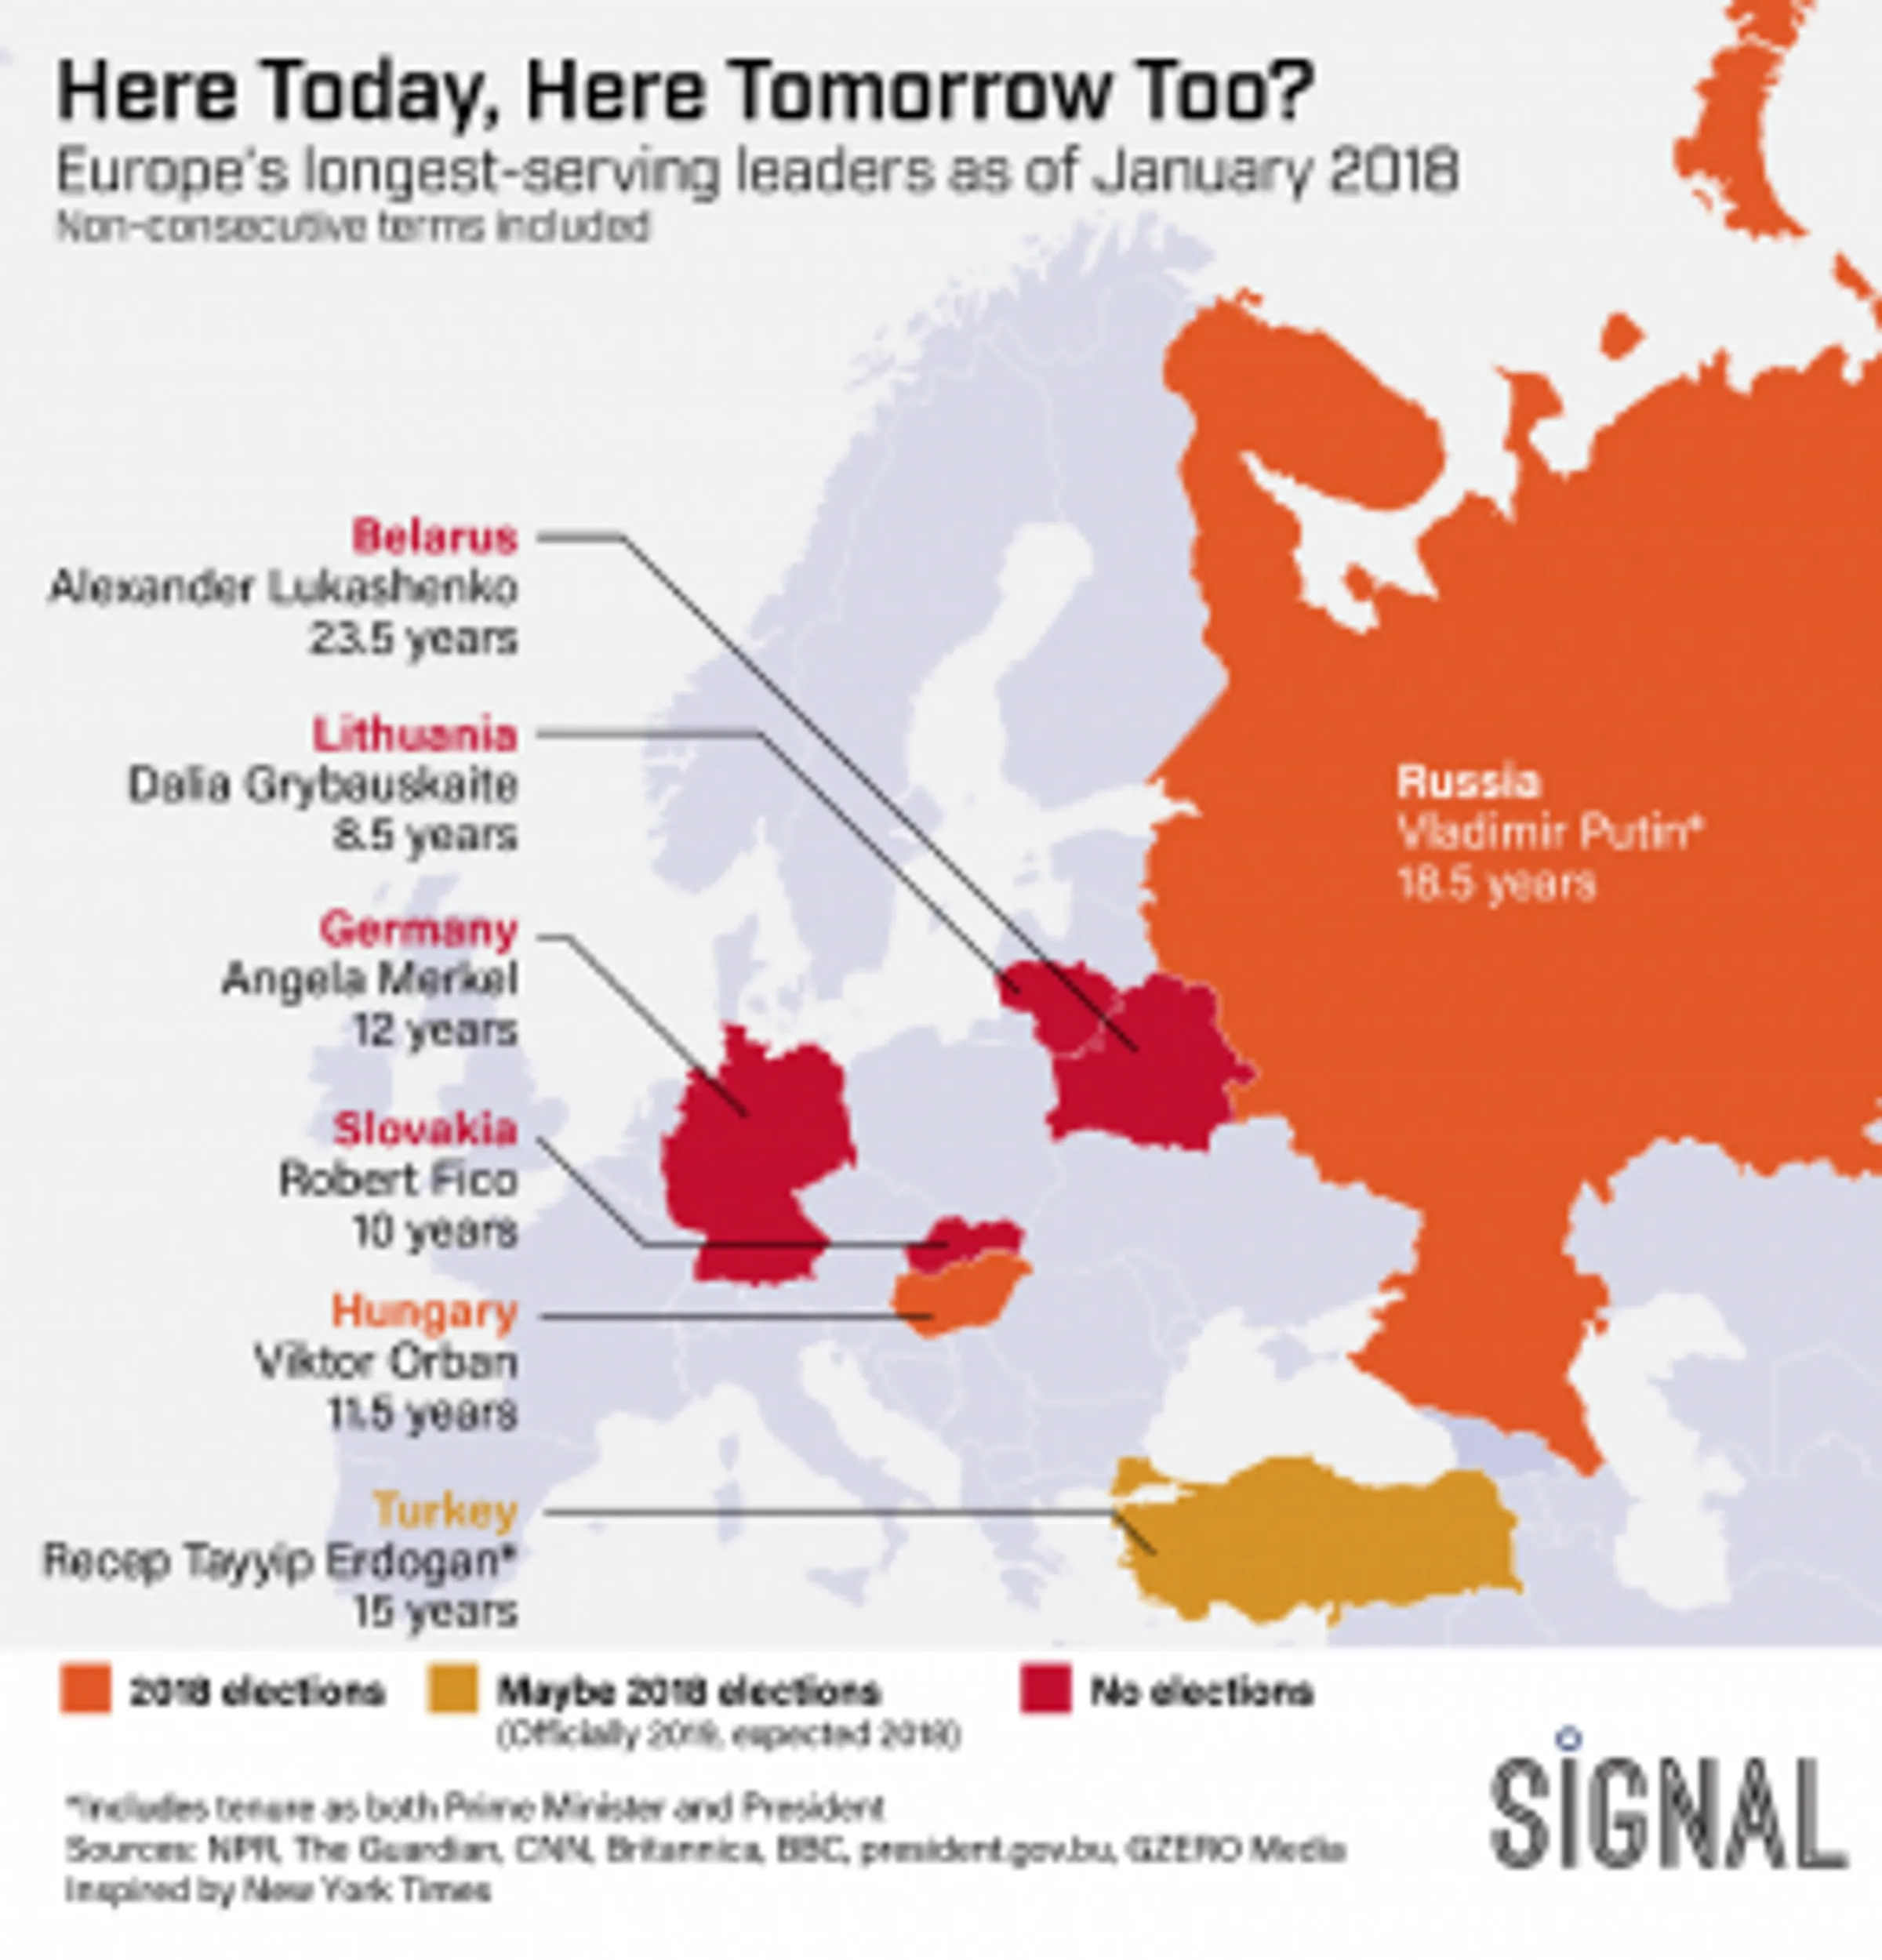 Here Today, Here Tomorrow Too?
Europe's longest-serving leaders as of January 2018
Non-consecutive terms included
Belarus
Alexander Lukashenko
23.5 years
Lithuania
Dalia Grybauskaite
8.5 years
Germany
Angela Merkel
12 years
Slovakia
Robert Fico
10 years
Hungary
Viktor Orban
11.5 years
Turkey
Recep Tayyip Erdogan*
15 years
Russia
Vladimir Putin*
18.5 years
2018 elections
Maybe 2018 elections
(Officially 2019, expected 2018)
No elections
*Includes tenure as both Prime Minister and President
Sources: NPR, The Guardian, CNN, Britannica, BBC, president.gov.bu, GZERO Media
Inspired by New York Times
SIGNAL